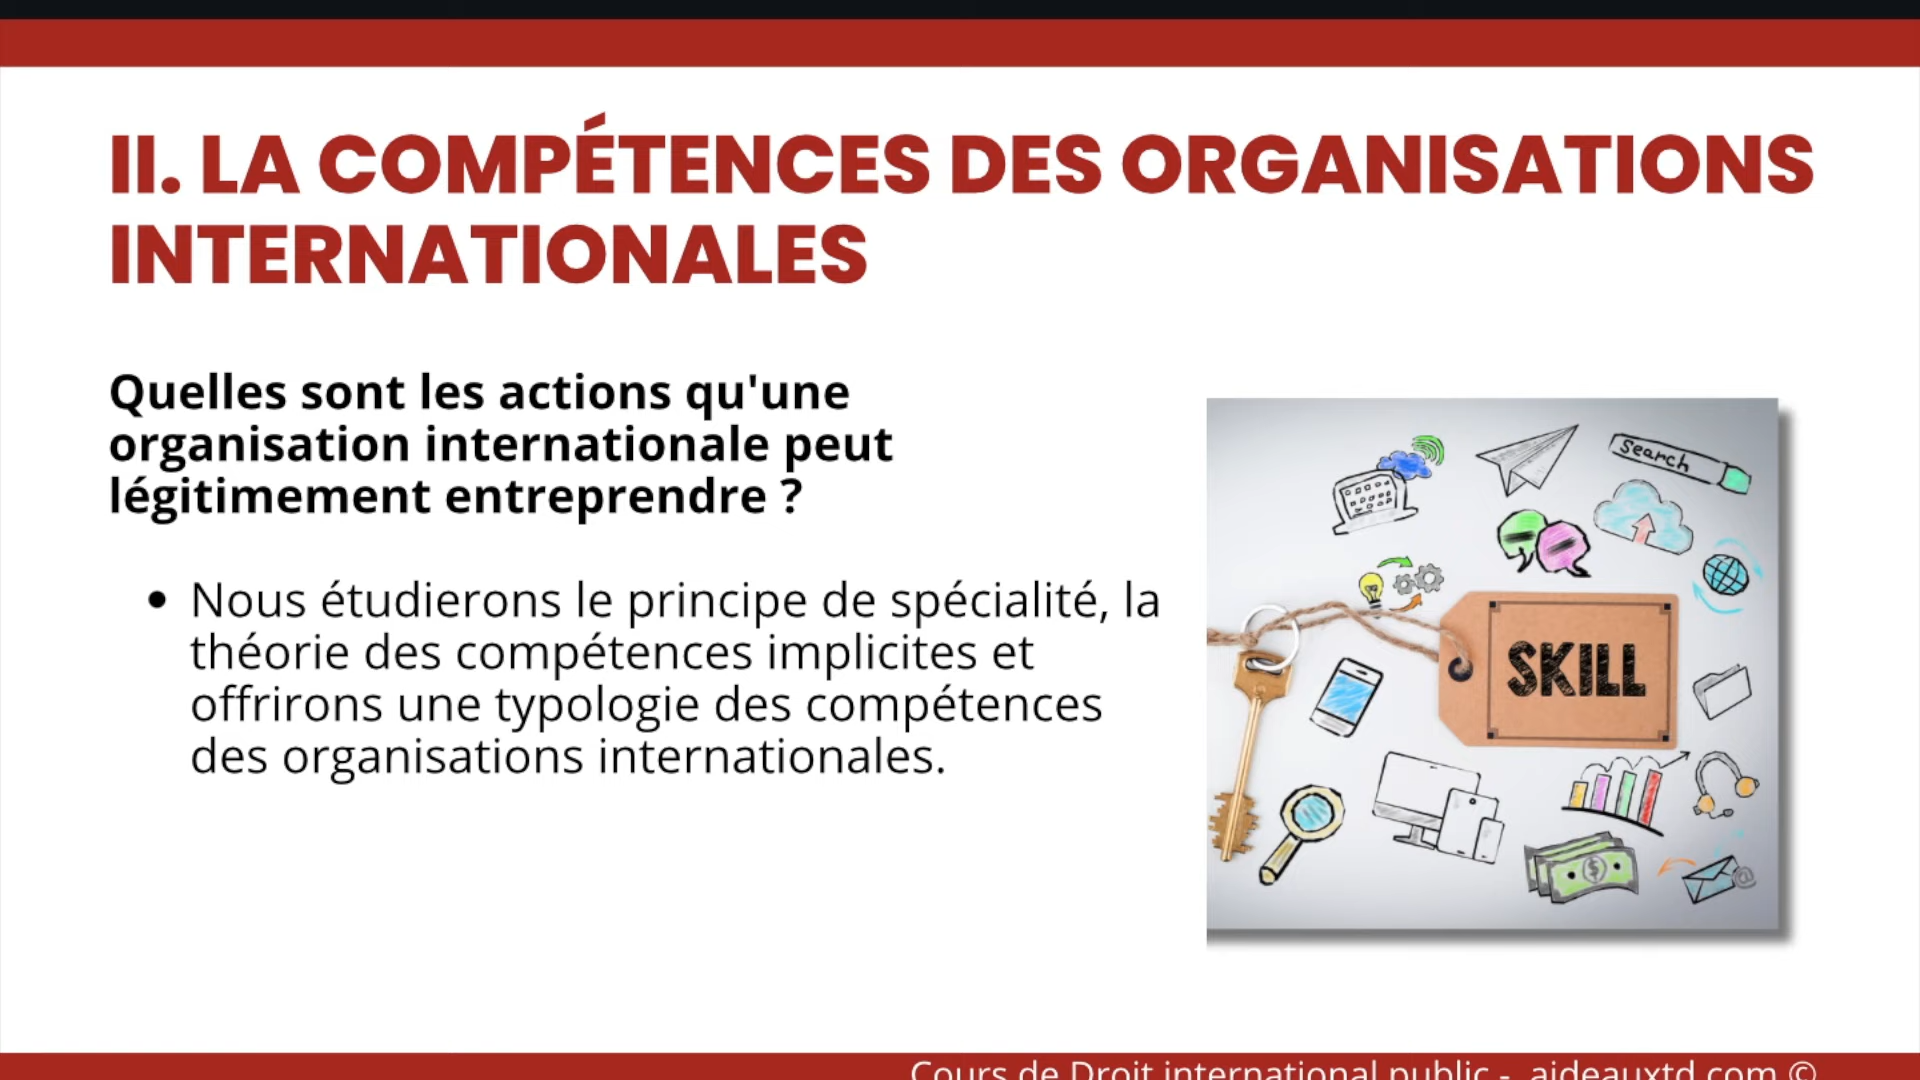 II. LA COMPÉTENCES DES ORGANISATIONS
INTERNATIONALES
Quelles sont les actions qu'une
organisation internationale peut
légitimement entreprendre ?
• Nous étudierons le principe de spécialité, la
théorie des compétences implicites et
offrirons une typologie des compétences
des organisations internationales.
Search
SKILL
Cours de Droit international public - aideauxtd.com ©